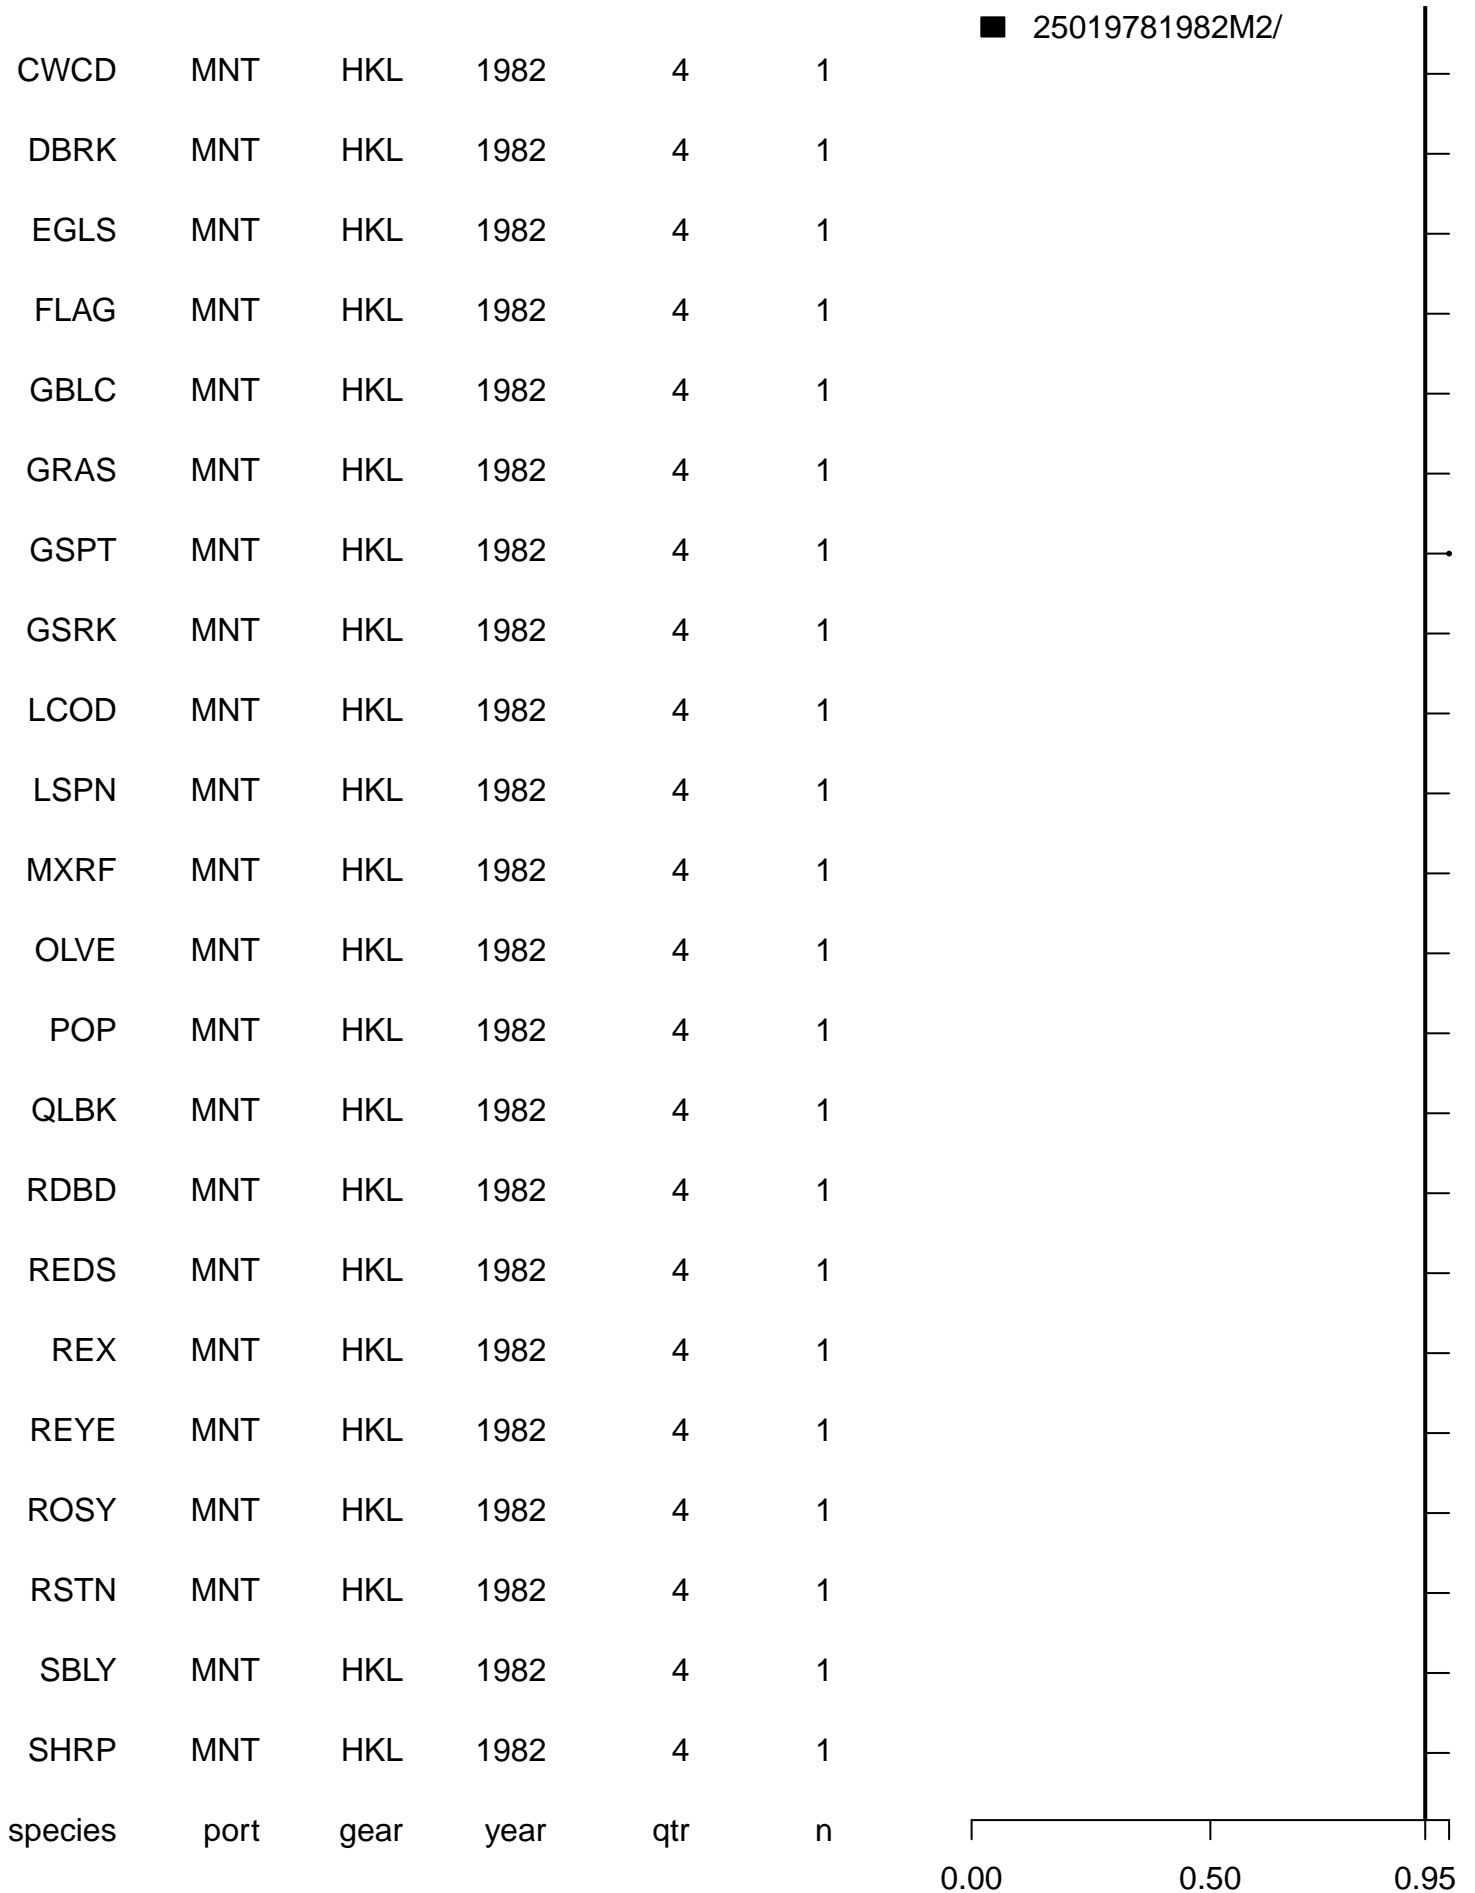 25019781982M2/
CWCD MNT HKL 1982 4 1
DBRK MNT HKL 1982 4 1
EGLS MNT HKL 1982 4 1
FLAG MNT HKL 1982 4 1
GBLC MNT HKL 1982 4 1
GRAS MNT HKL 1982 4 1
GSPT MNT HKL 1982 4 1
GSRK MNT HKL 1982 4 1
LCOD MNT HKL 1982 4 1
LSPN MNT HKL 1982 4 1
MXRF MNT HKL 1982 4 1
OLVE MNT HKL 1982 4 1
POP MNT HKL 1982 4 1
QLBK MNT HKL 1982 4 1
RDBD MNT HKL 1982 4 1
REDS MNT HKL 1982 4 1
REX MNT HKL 1982 4 1
REYE MNT HKL 1982 4 1
ROSY MNT HKL 1982 4 1
RSTN MNT HKL 1982 4 1
SBLY MNT HKL 1982 4 1
SHRP MNT HKL 1982 4 1
species port gear year qtr n
0.00 0.50 0.95